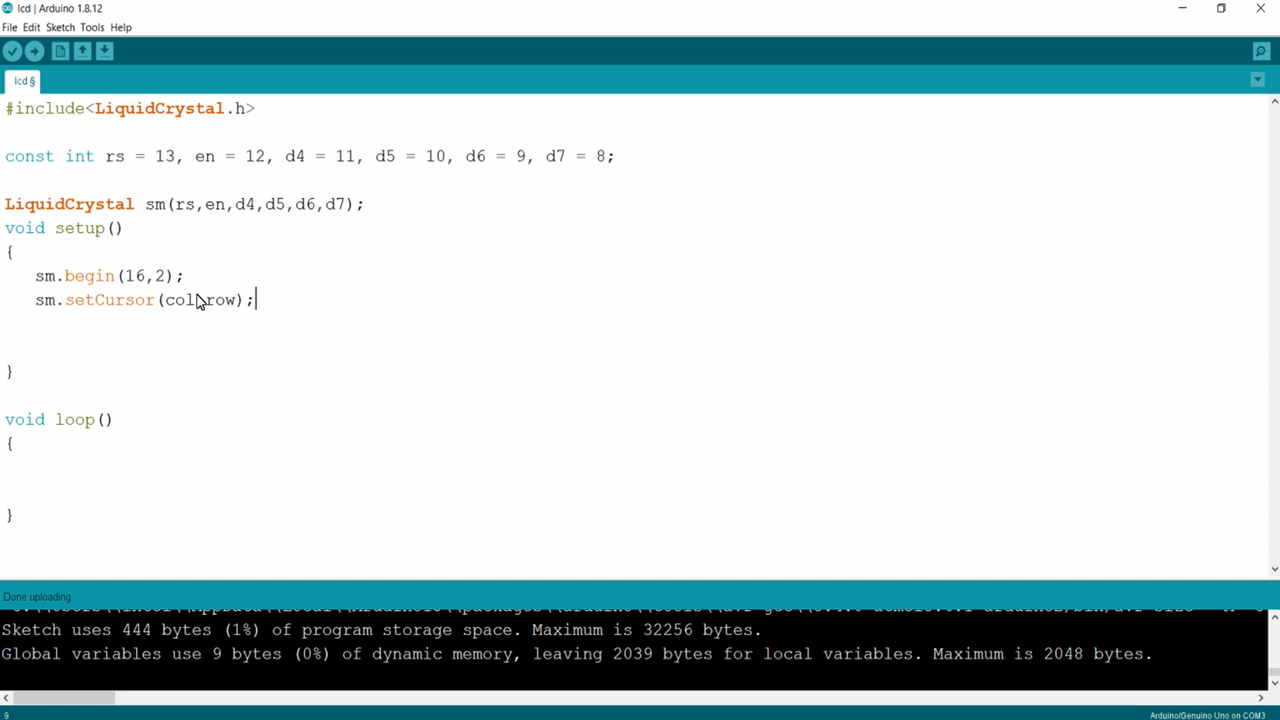 lcd | Arduino 1.8.12
File Edit Sketch Tools Help
lcd §
#include<LiquidCrystal.h>
const int rs = 13, en = 12, d4 = 11, d5 = 10, d6 = 9, d7 = 8;
LiquidCrystal sm(rs,en,d4,d5,d6,d7);
void setup()
{
sm.begin(16,2);
sm.setCursor(col,row);
}
void loop()
{
}
Done uploading.
Sketch uses 444 bytes (1%) of program storage space. Maximum is 32256 bytes.
Global variables use 9 bytes (0%) of dynamic memory, leaving 2039 bytes for local variables. Maximum is 2048 bytes.
9
Arduino/Genuino Uno on COM3